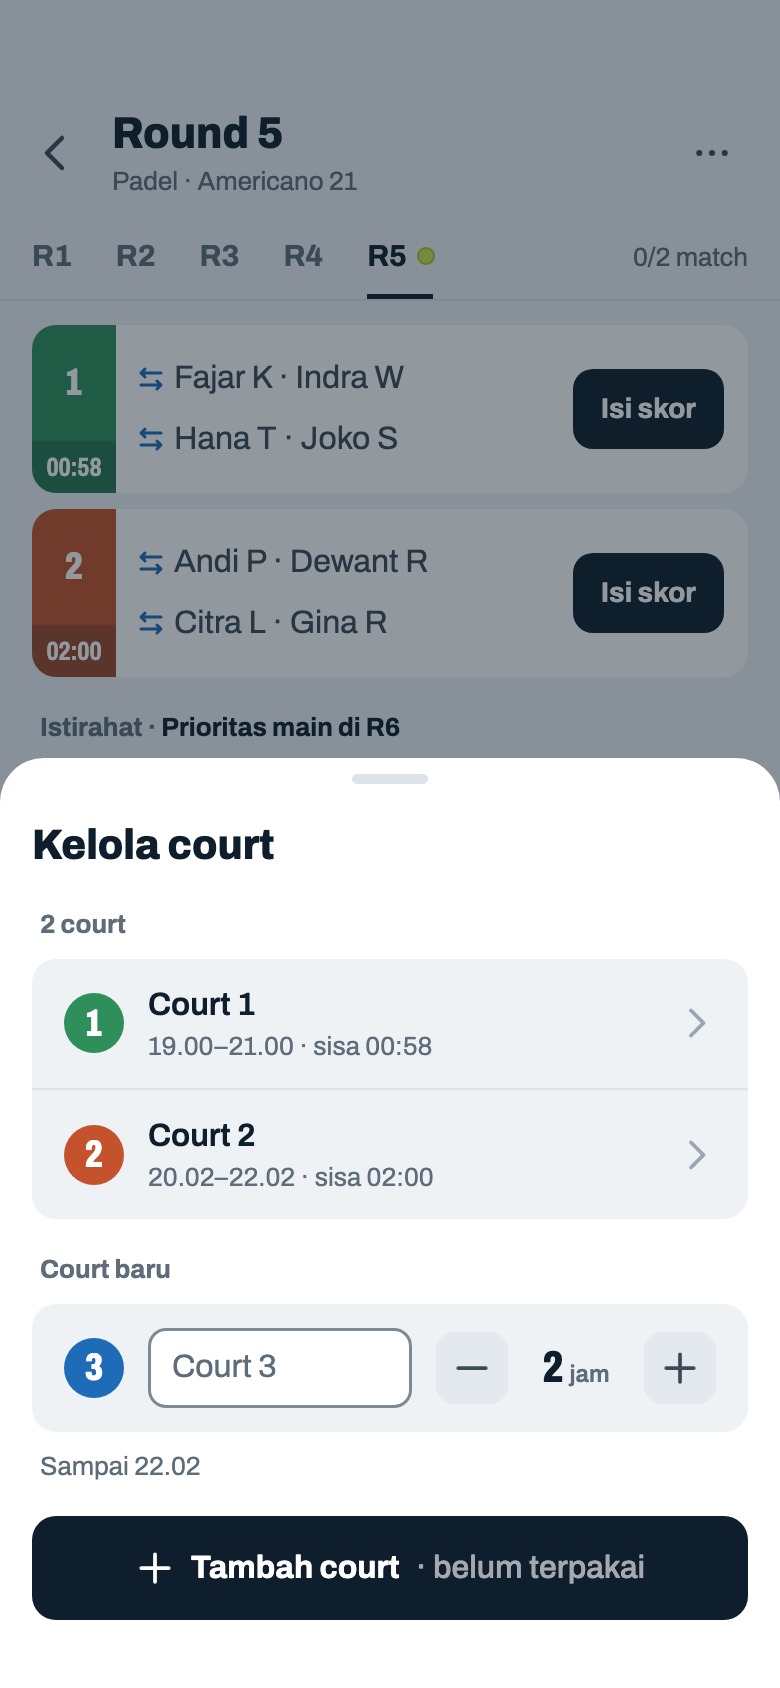 Round 5
Padel · Americano 21
R1 R2 R3 R4 R5 0/2 match
1
00:58
Fajar K · Indra W
Hana T · Joko S
Isi skor
2
02:00
Andi P · Dewant R
Citra L · Gina R
Isi skor
Istirahat · Prioritas main di R6
Kelola court
2 court
1
Court 1
19.00–21.00 · sisa 00:58
2
Court 2
20.02–22.02 · sisa 02:00
Court baru
3 Court 3 − 2 jam +
Sampai 22.02
+ Tambah court · belum terpakai